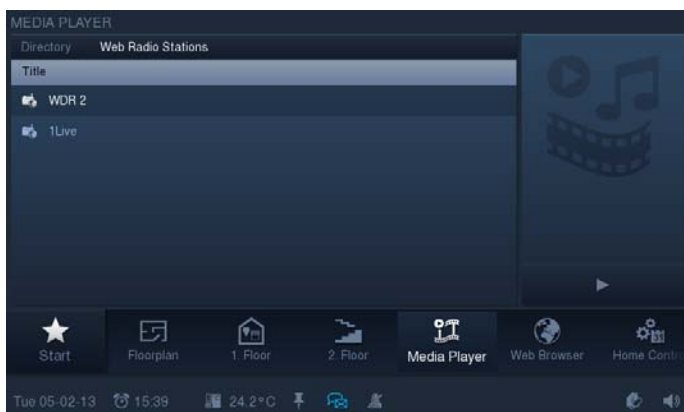 MEDIA PLAYER
Directory Web Radio Stations
Title
WDR 2
1Live
Start Floorplan 1. Floor 2. Floor Media Player Web Browser Home Contro
Tue 05-02-13 15:39 24.2°C